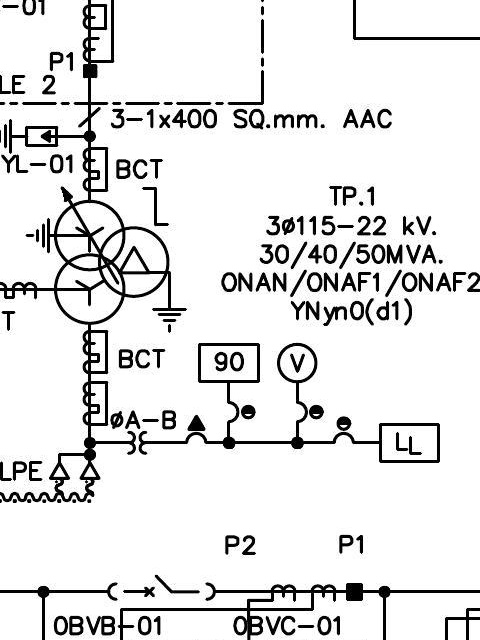 -01
P1
LE 2
3-1x400 SQ.mm. AAC
YL-01
BCT
TP.1
3ø115-22 kV.
30/40/50MVA.
ONAN/ONAF1/ONAF2
YNyn0(d1)
T
BCT
90
V
øA-B
LL
LPE
P2
P1
0BVB-01
0BVC-01